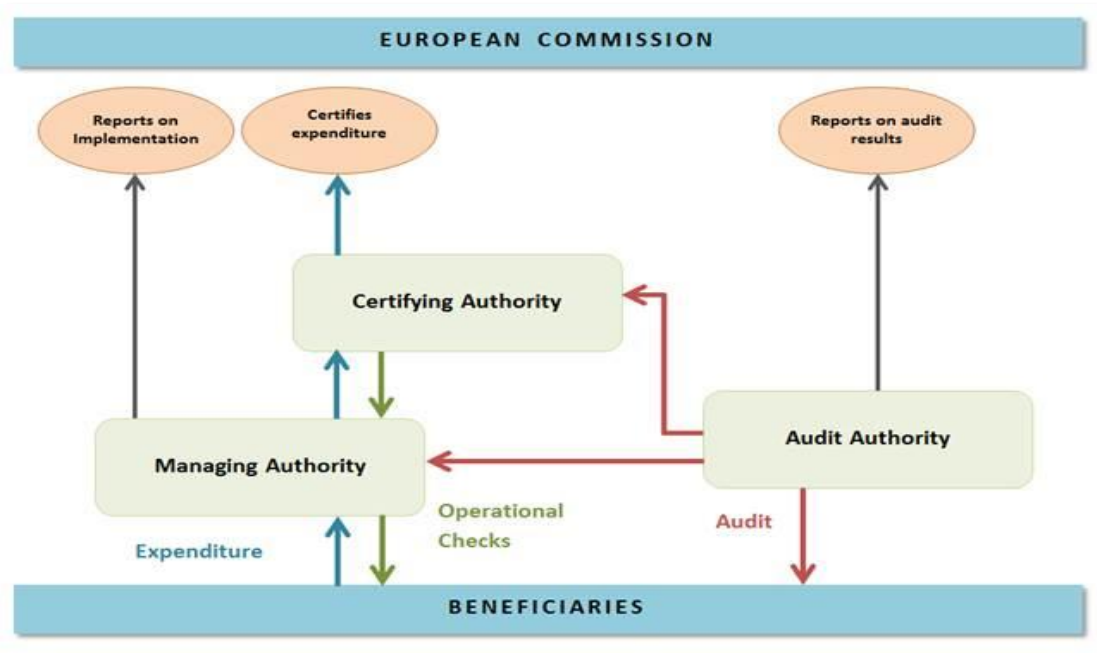 EUROPEAN COMMISSION
Reports on
Implementation
Certifies
expenditure
Reports on audit
results
Certifying Authority
Audit Authority
Managing Authority
Operational
Checks
Audit
Expenditure
BENEFICIARIES